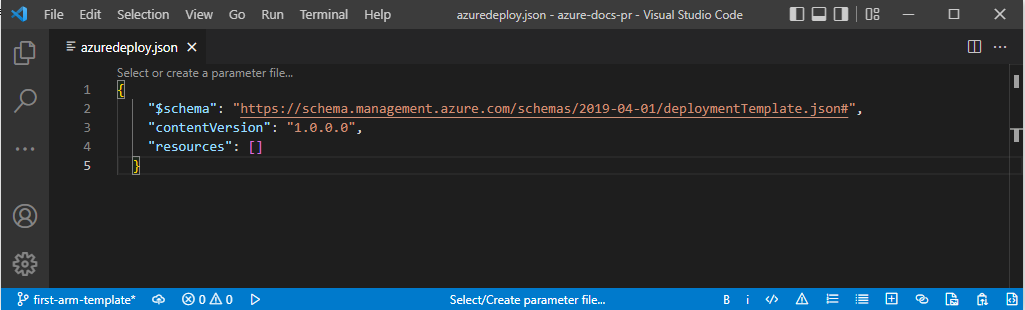 File Edit Selection View Go Run Terminal Help azuredeploy.json - azure-docs-pr - Visual Studio Code
azuredeploy.json
Select or create a parameter file...
1 {
2 "$schema": "https://schema.management.azure.com/schemas/2019-04-01/deploymentTemplate.json#",
3 "contentVersion": "1.0.0.0",
4 "resources": []
5 }
first-arm-template* 0 0 Select/Create parameter file... B i